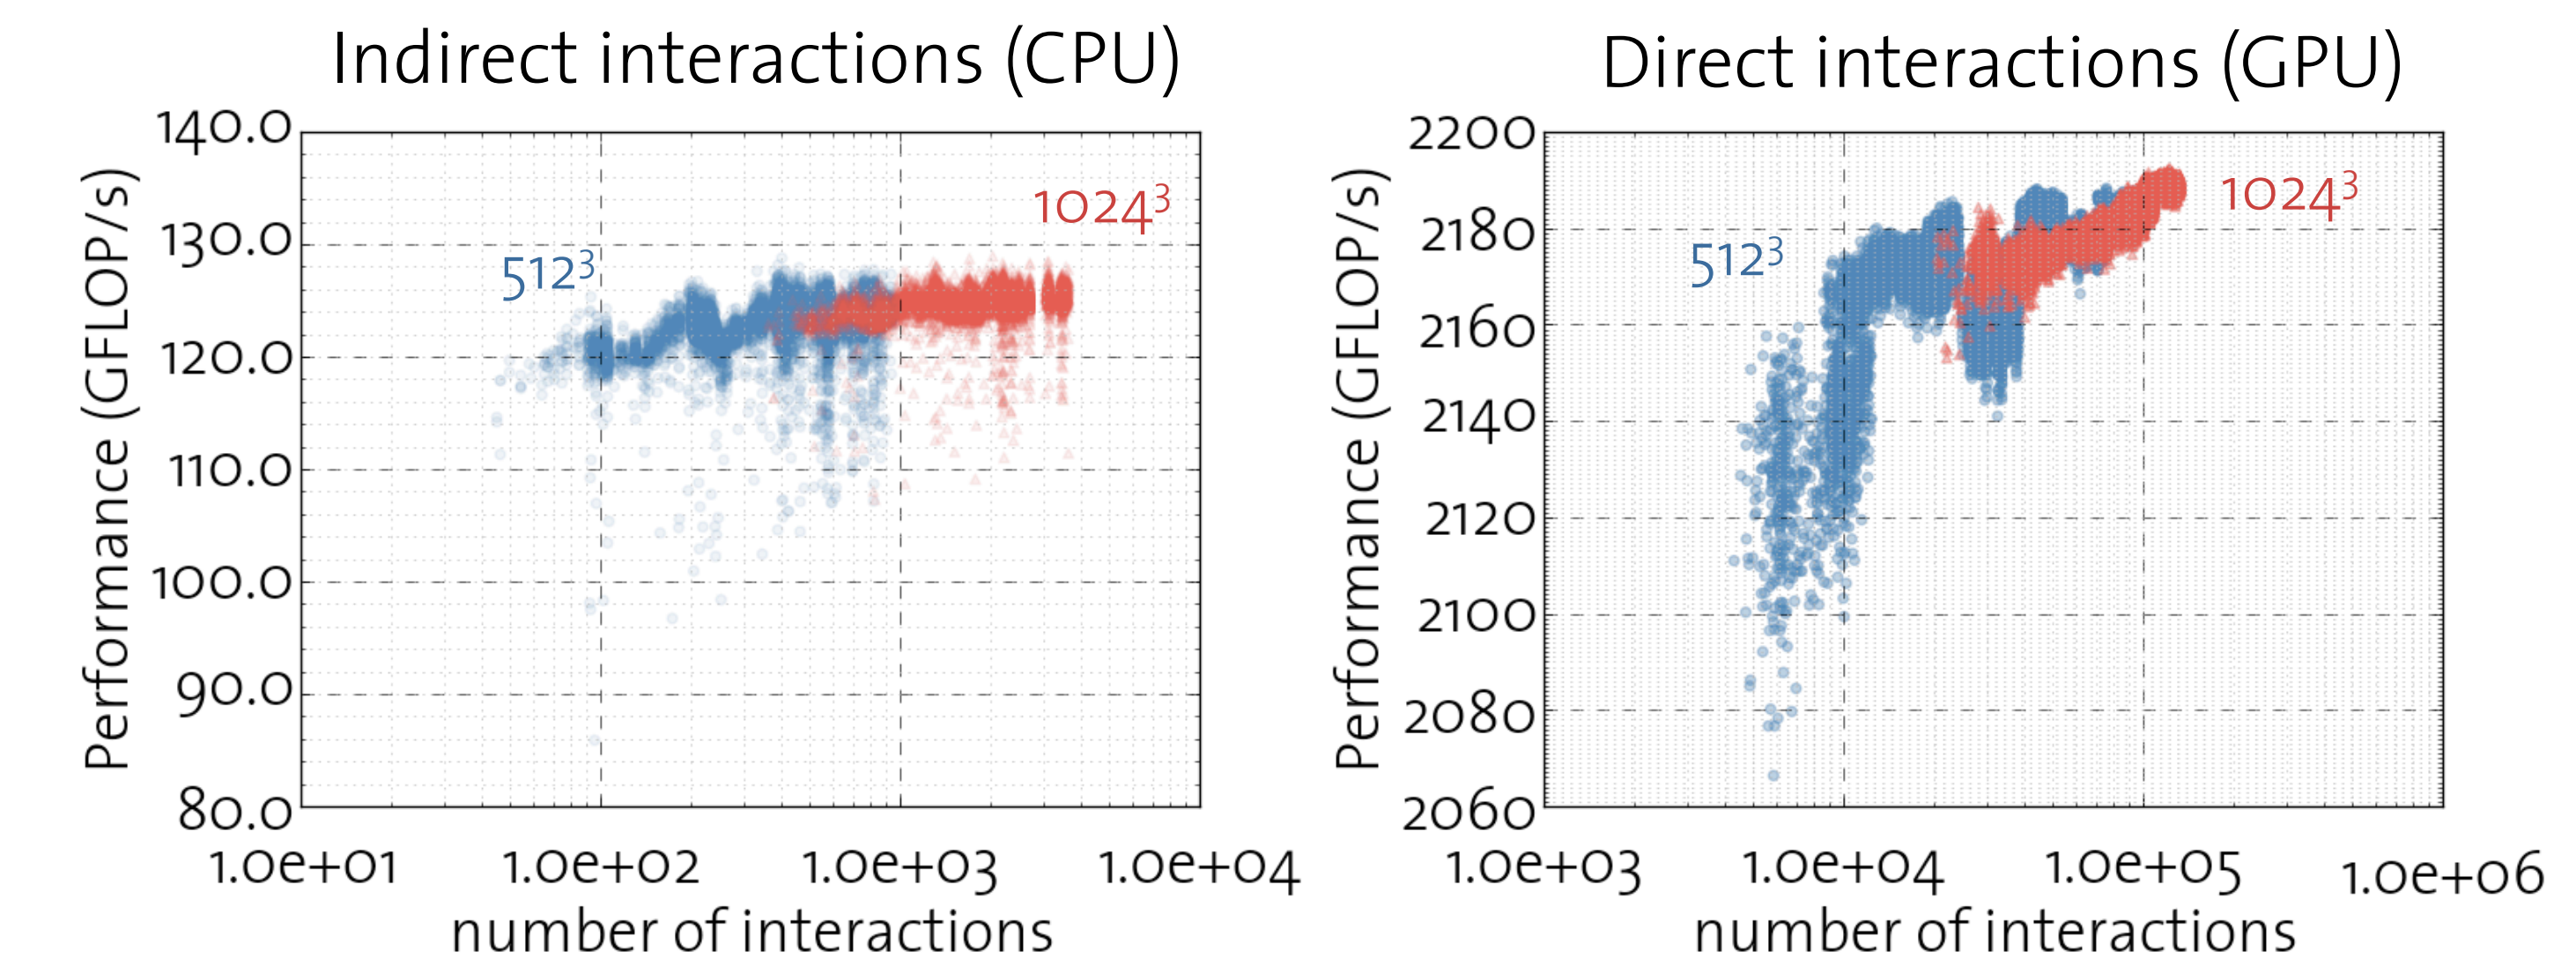 Indirect interactions (CPU)
140.0
130.0
120.0
110.0
100.0
90.0
80.0
Performance (GFLOP/s)
512³
1024³
1.0e+01 1.0e+02 1.0e+03 1.0e+04
number of interactions
Direct interactions (GPU)
2200
2180
2160
2140
2120
2100
2080
2060
Performance (GFLOP/s)
512³
1024³
1.0e+03 1.0e+04 1.0e+05 1.0e+06
number of interactions